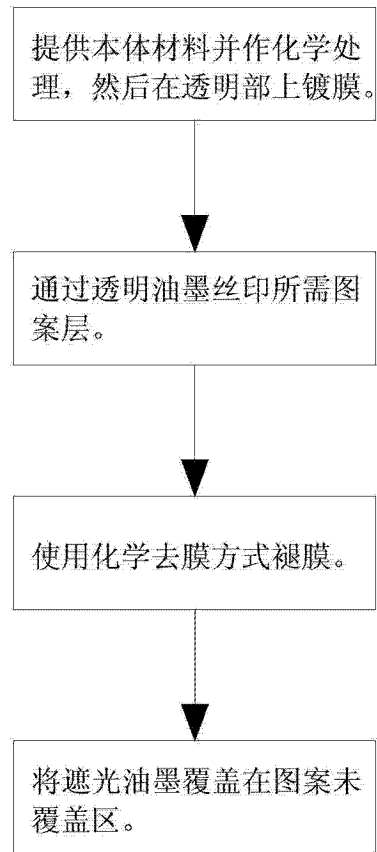 提供本体材料并作化学处
理，然后在透明部上镀膜。
通过透明油墨丝印所需图
案层。
使用化学去膜方式褪膜。
将遮光油墨覆盖在图案未
覆盖区。